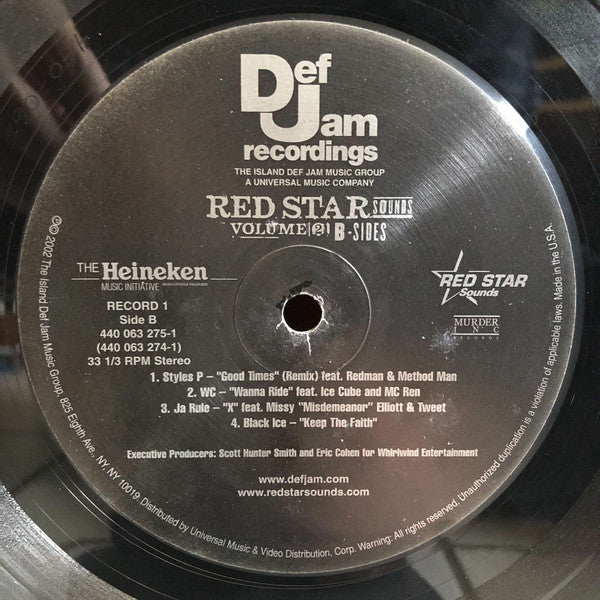 Def
Jam
recordings
THE ISLAND DEF JAM MUSIC GROUP
A UNIVERSAL MUSIC COMPANY
RED STAR SOUNDS
VOLUME 2 B-SIDES
THE Heineken
MUSIC INITIATIVE
RED STAR
Sounds
RECORD 1
Side B
440 063 275-1
(440 063 274-1)
33 1/3 RPM Stereo
MURDER
INC
RECORDS
1. Styles P – "Good Times" (Remix) feat. Redman & Method Man
2. WC – "Wanna Ride" feat. Ice Cube and MC Ren
3. Ja Rule – "X" feat. Missy "Misdemeanor" Elliott & Tweet
4. Black Ice – "Keep The Faith"
Executive Producers: Scott Hunter Smith and Eric Cohen for Whirlwind Entertainment
www.defjam.com
www.redstarsounds.com
℗© 2002 The Island Def Jam Music Group, 825 Eighth Ave., NY, NY 10019. Distributed by Universal Music & Video Distribution, Corp. Warning: All rights reserved. Unauthorized duplication is a violation of applicable laws. Made in the U.S.A.